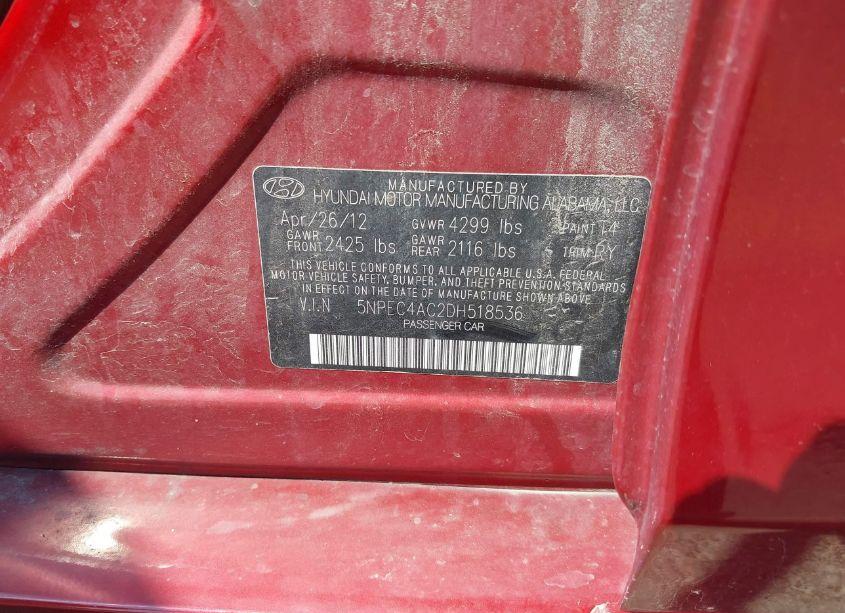 MANUFACTURED BY
HYUNDAI MOTOR MANUFACTURING ALABAMA, LLC
Apr/26/12 GVWR 4299 lbs PAINT
GAWR FRONT 2425 lbs GAWR REAR 2116 lbs TRIM RY
THIS VEHICLE CONFORMS TO ALL APPLICABLE U.S.A. FEDERAL
MOTOR VEHICLE SAFETY, BUMPER, AND THEFT PREVENTION STANDARDS
IN EFFECT ON THE DATE OF MANUFACTURE SHOWN ABOVE.
V.I.N 5NPEC4AC2DH518536
PASSENGER CAR